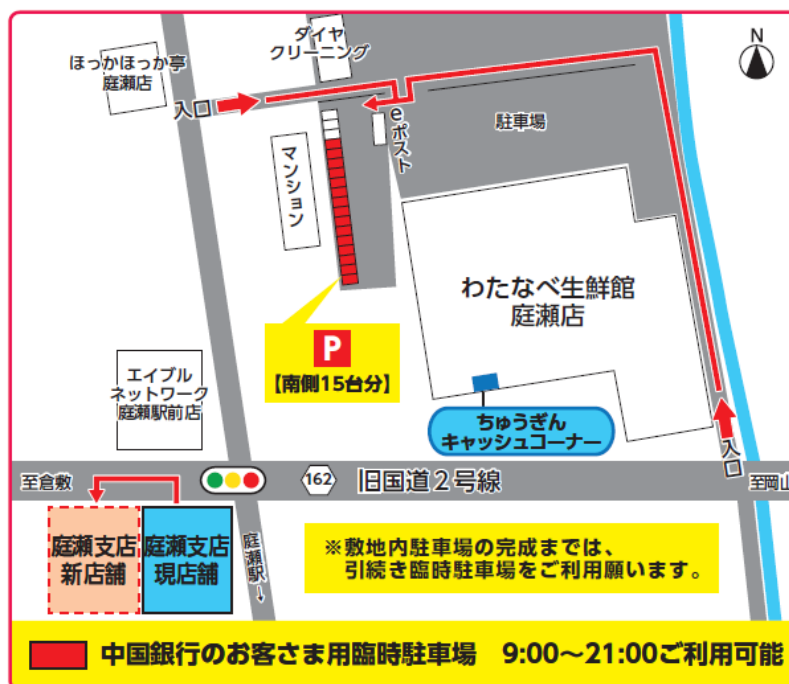 ダイヤ
クリーニング
N
ほっかほっか亭
庭瀬店
入口
eポスト
駐車場
マンション
わたなべ生鮮館
庭瀬店
P
【南側15台分】
エイブル
ネットワーク
庭瀬駅前店
ちゅうぎん
キャッシュコーナー
入口
至倉敷
162
旧国道2号線
至岡山
庭瀬支店
新店舗
庭瀬支店
現店舗
庭瀬駅→
※敷地内駐車場の完成までは、
引続き臨時駐車場をご利用願います。
中国銀行のお客さま用臨時駐車場 9:00〜21:00ご利用可能